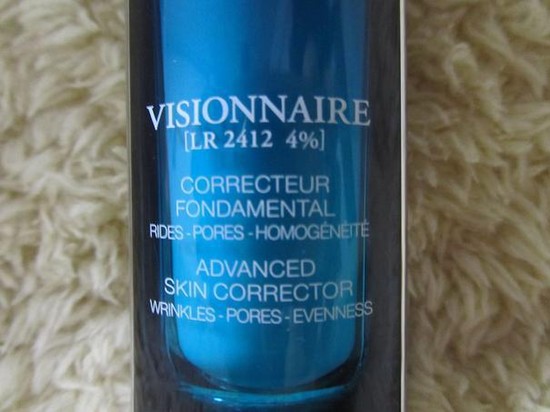 VISIONNAIRE
[LR 2412 4%]
CORRECTEUR
FONDAMENTAL
RIDES-PORES-HOMOGÉNÉITÉ
ADVANCED
SKIN CORRECTOR
WRINKLES-PORES-EVENNESS